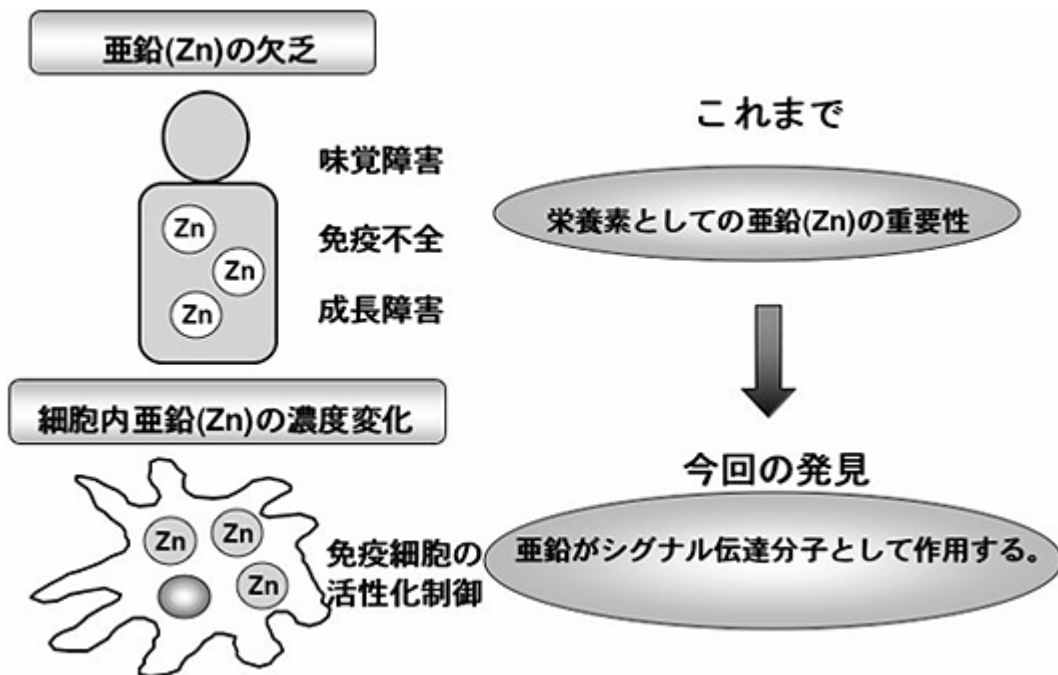 亜鉛(Zn)の欠乏
味覚障害
免疫不全
成長障害
Zn
Zn
Zn
これまで
栄養素としての亜鉛(Zn)の重要性
細胞内亜鉛(Zn)の濃度変化
Zn
Zn
Zn
免疫細胞の
活性化制御
今回の発見
亜鉛がシグナル伝達分子として作用する。